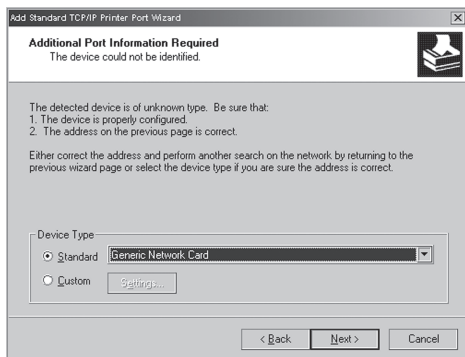 Add Standard TCP/IP Printer Port Wizard
Additional Port Information Required
The device could not be identified.
The detected device is of unknown type. Be sure that:
1. The device is properly configured.
2. The address on the previous page is correct.
Either correct the address and perform another search on the network by returning to the
previous wizard page or select the device type if you are sure the address is correct.
Device Type
Standard Generic Network Card
Custom Settings...
< Back Next > Cancel